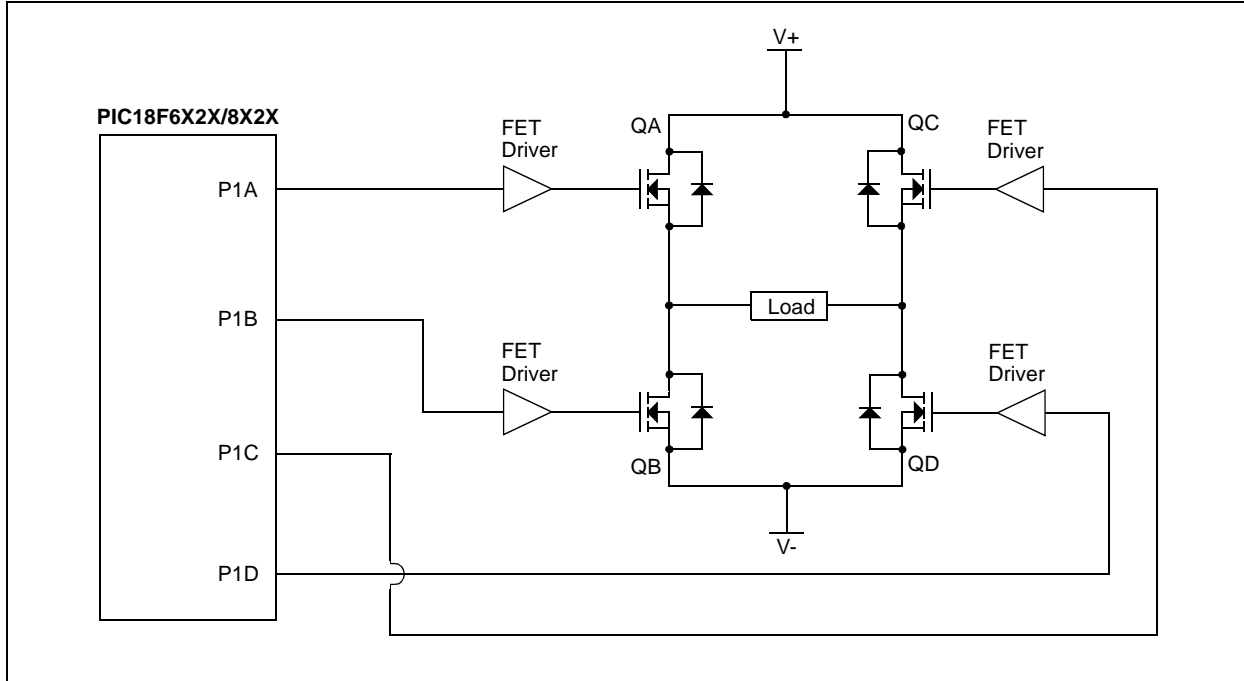 V+
PIC18F6X2X/8X2X
FET
Driver
QA
QC
FET
Driver
P1A
Load
P1B
FET
Driver
FET
Driver
P1C
QB
QD
V-
P1D